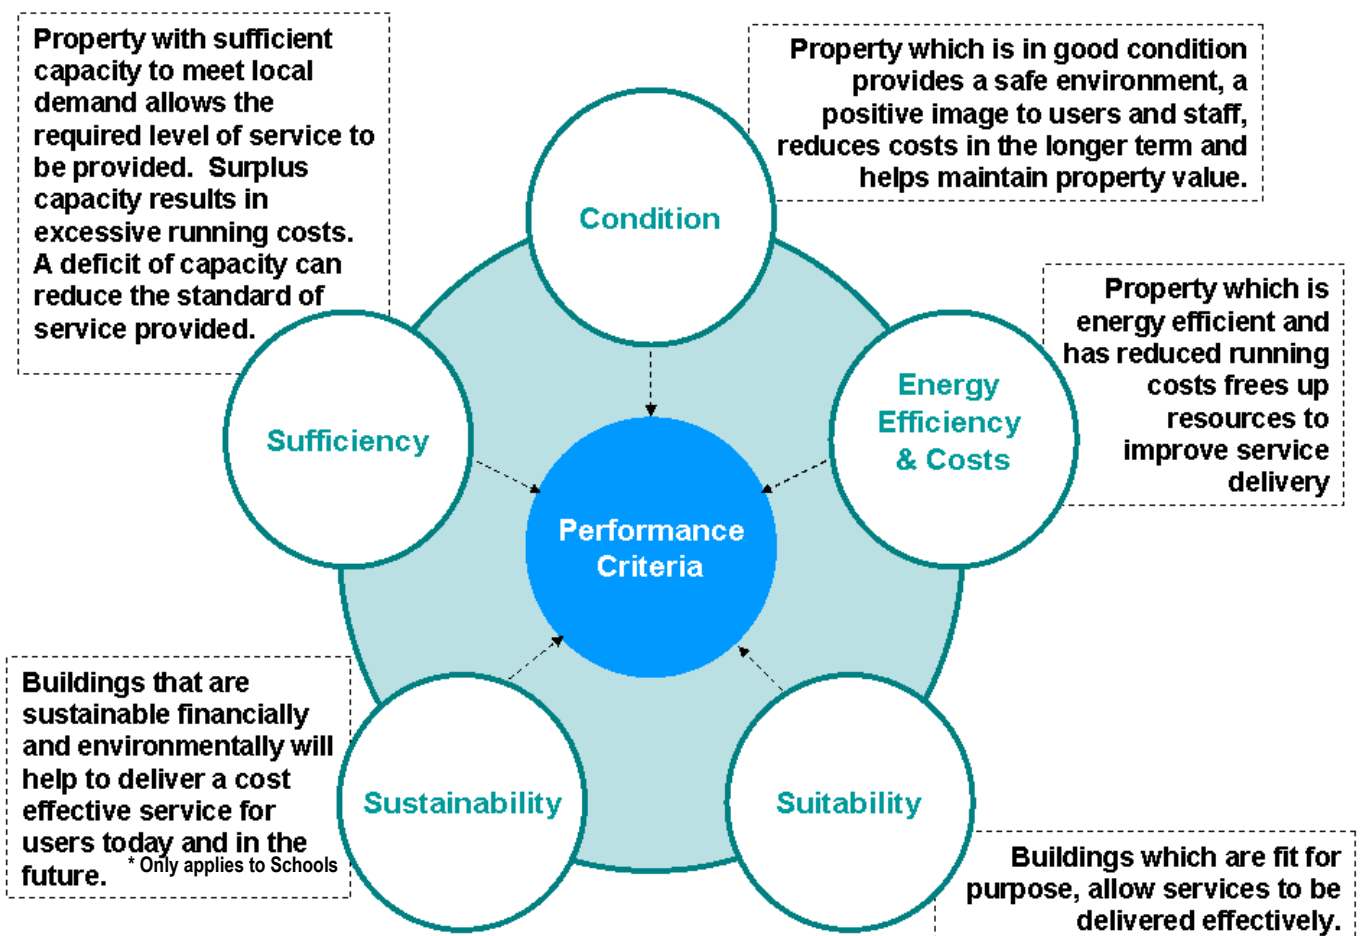 Property with sufficient
capacity to meet local
demand allows the
required level of service to
be provided.  Surplus
capacity results in
excessive running costs.
A deficit of capacity can
reduce the standard of
service provided.
Property which is in good condition
provides a safe environment, a
positive image to users and staff,
reduces costs in the longer term and
helps maintain property value.
Condition
Property which is
energy efficient and
has reduced running
costs frees up
resources to
improve service
delivery
Energy
Efficiency
& Costs
Sufficiency
Performance
Criteria
Buildings that are
sustainable financially
and environmentally will
help to deliver a cost
effective service for
users today and in the
future.
* Only applies to Schools
Sustainability
Suitability
Buildings which are fit for
purpose, allow services to be
delivered effectively.